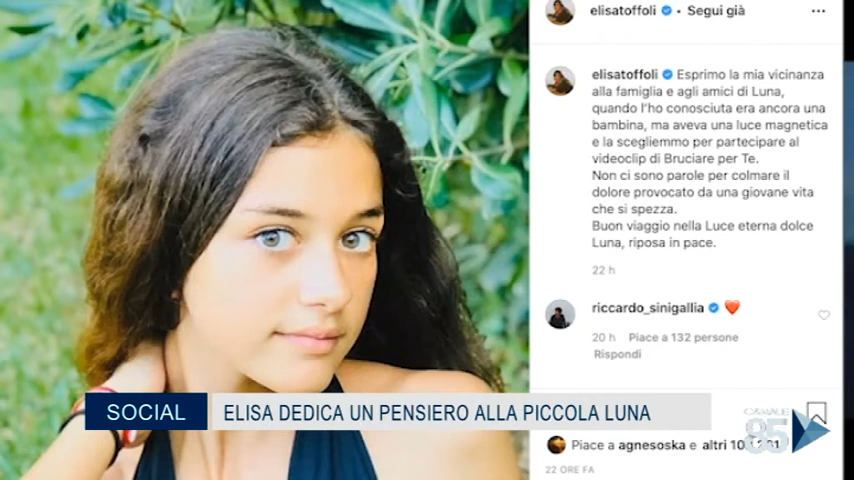 elisatoffoli • Segui già
elisatoffoli Esprimo la mia vicinanza
alla famiglia e agli amici di Luna,
quando l'ho conosciuta era ancora una
bambina, ma aveva una luce magnetica
e la scegliemmo per partecipare al
videoclip di Bruciare per Te.
Non ci sono parole per colmare il
dolore provocato da una giovane vita
che si spezza.
Buon viaggio nella Luce eterna dolce
Luna, riposa in pace.
22 h
riccardo_sinigallia
20 h Piace a 132 persone
Rispondi
SOCIAL ELISA DEDICA UN PENSIERO ALLA PICCOLA LUNA
CANALE
85
Piace a agnesoska e altri
22 ORE FA